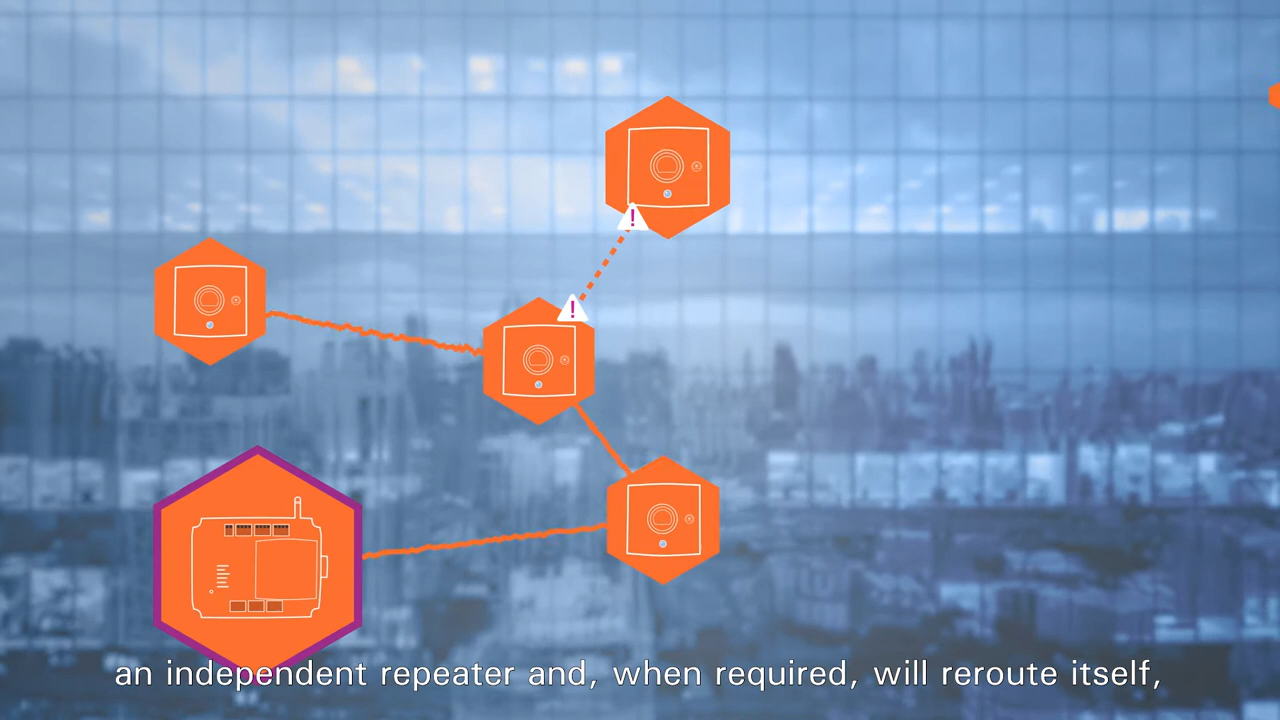 !
!
an independent repeater and, when required, will reroute itself,